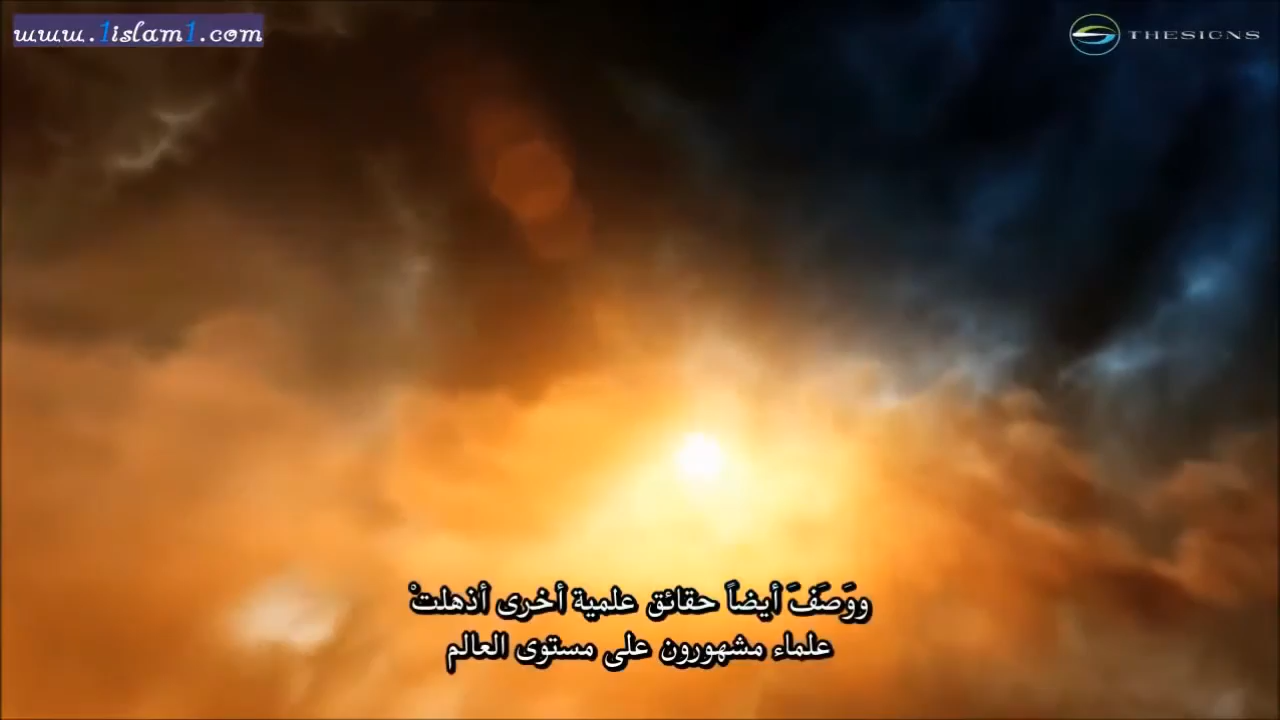 www.1islam1.com
THESIGNS
ووَصَفَ أيضاً حقائق علمية أخرى أذهلتْ
علماء مشهورون على مستوى العالم